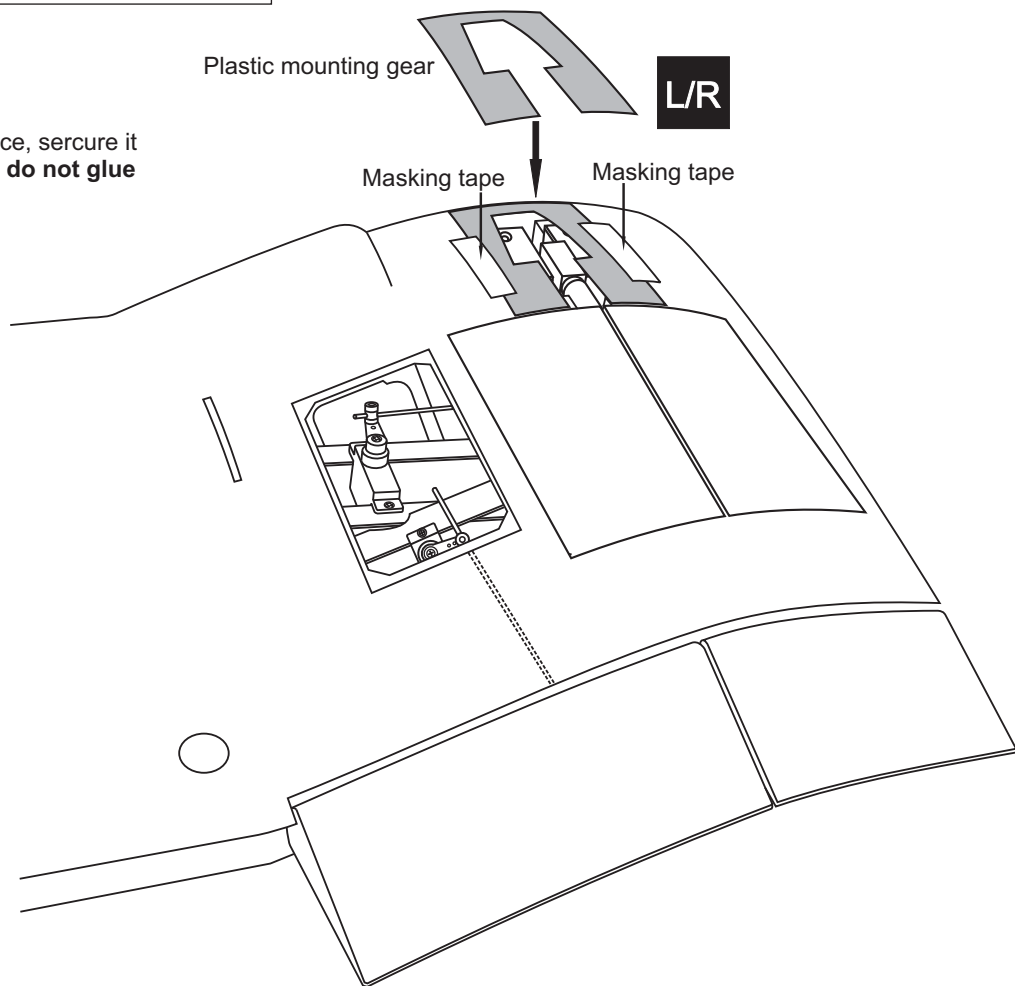 Plastic mounting gear
L/R
ce, sercure it
do not glue
Masking tape
Masking tape